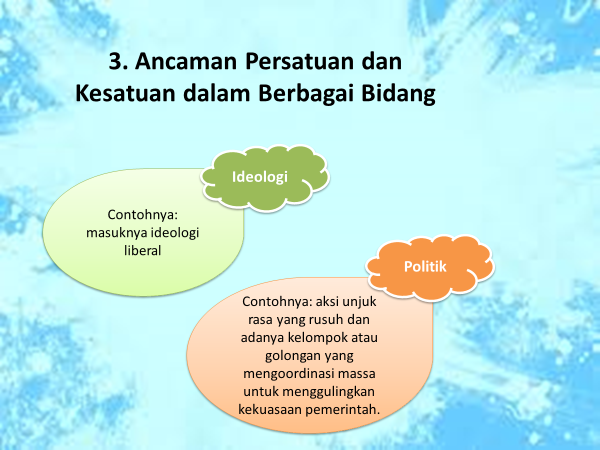 3. Ancaman Persatuan dan
Kesatuan dalam Berbagai Bidang
Ideologi
Contohnya:
masuknya ideologi
liberal
Politik
Contohnya: aksi unjuk
rasa yang rusuh dan
adanya kelompok atau
golongan yang
mengoordinasi massa
untuk menggulingkan
kekuasaan pemerintah.